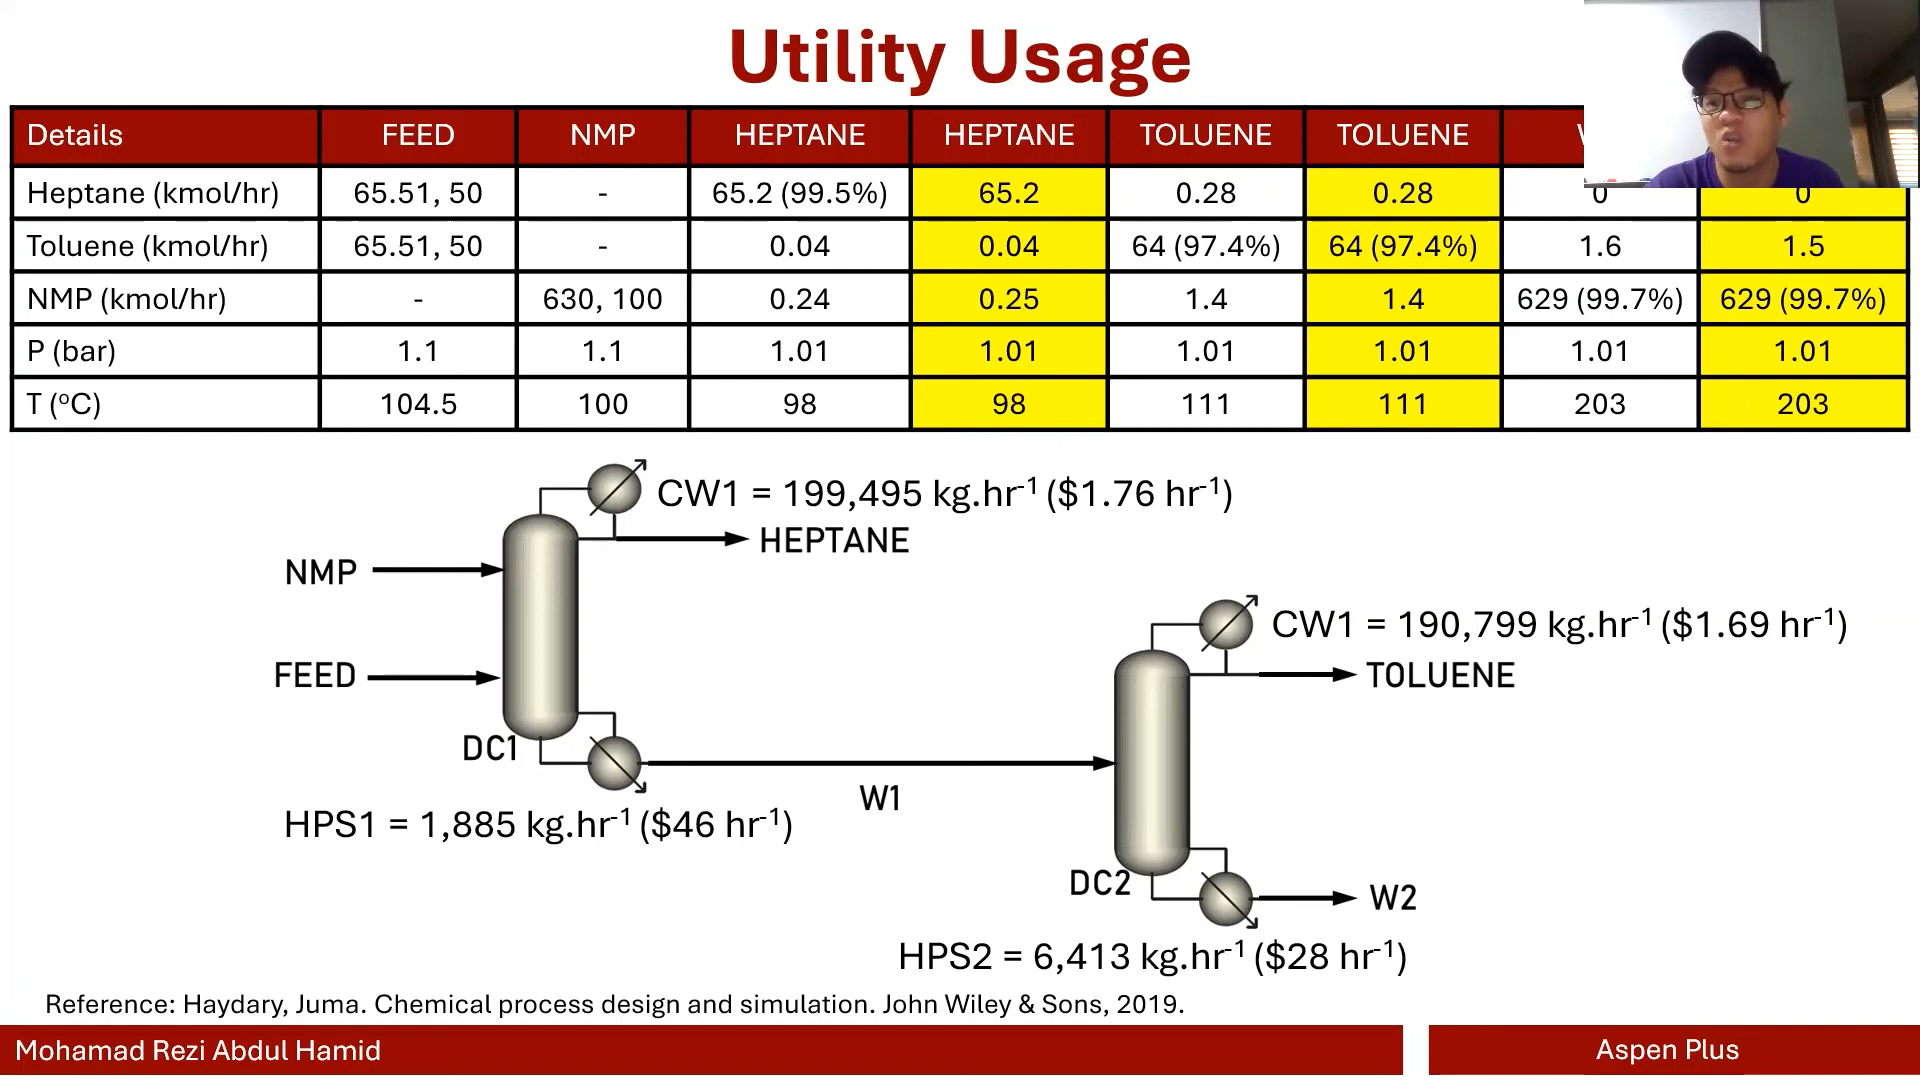 Utility Usage
Details FEED NMP HEPTANE HEPTANE TOLUENE TOLUENE
Heptane (kmol/hr) 65.51, 50 - 65.2 (99.5%) 65.2 0.28 0.28 0 0
Toluene (kmol/hr) 65.51, 50 - 0.04 0.04 64 (97.4%) 64 (97.4%) 1.6 1.5
NMP (kmol/hr) - 630, 100 0.24 0.25 1.4 1.4 629 (99.7%) 629 (99.7%)
P (bar) 1.1 1.1 1.01 1.01 1.01 1.01 1.01 1.01
T (ᵒC) 104.5 100 98 98 111 111 203 203
CW1 = 199,495 kg.hr⁻¹ ($1.76 hr⁻¹)
HEPTANE
NMP
CW1 = 190,799 kg.hr⁻¹ ($1.69 hr⁻¹)
FEED
TOLUENE
DC1
W1
HPS1 = 1,885 kg.hr⁻¹ ($46 hr⁻¹)
DC2
W2
HPS2 = 6,413 kg.hr⁻¹ ($28 hr⁻¹)
Reference: Haydary, Juma. Chemical process design and simulation. John Wiley & Sons, 2019.
Mohamad Rezi Abdul Hamid
Aspen Plus